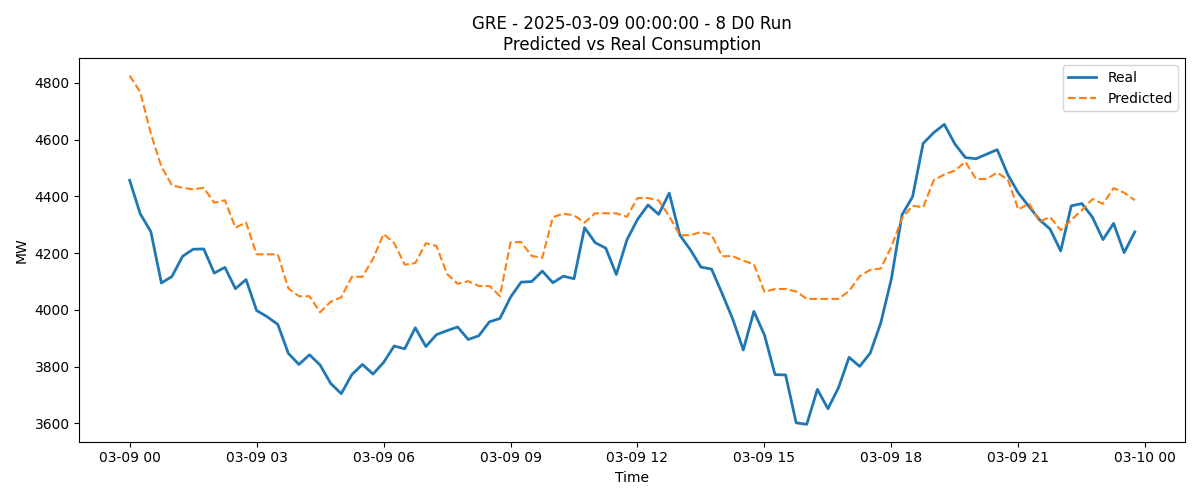 GRE - 2025-03-09 00:00:00 - 8 D0 Run
Predicted vs Real Consumption
Real
Predicted
MW
4800
4600
4400
4200
4000
3800
3600
03-09 00
03-09 03
03-09 06
03-09 09
03-09 12
03-09 15
03-09 18
03-09 21
03-10 00
Time